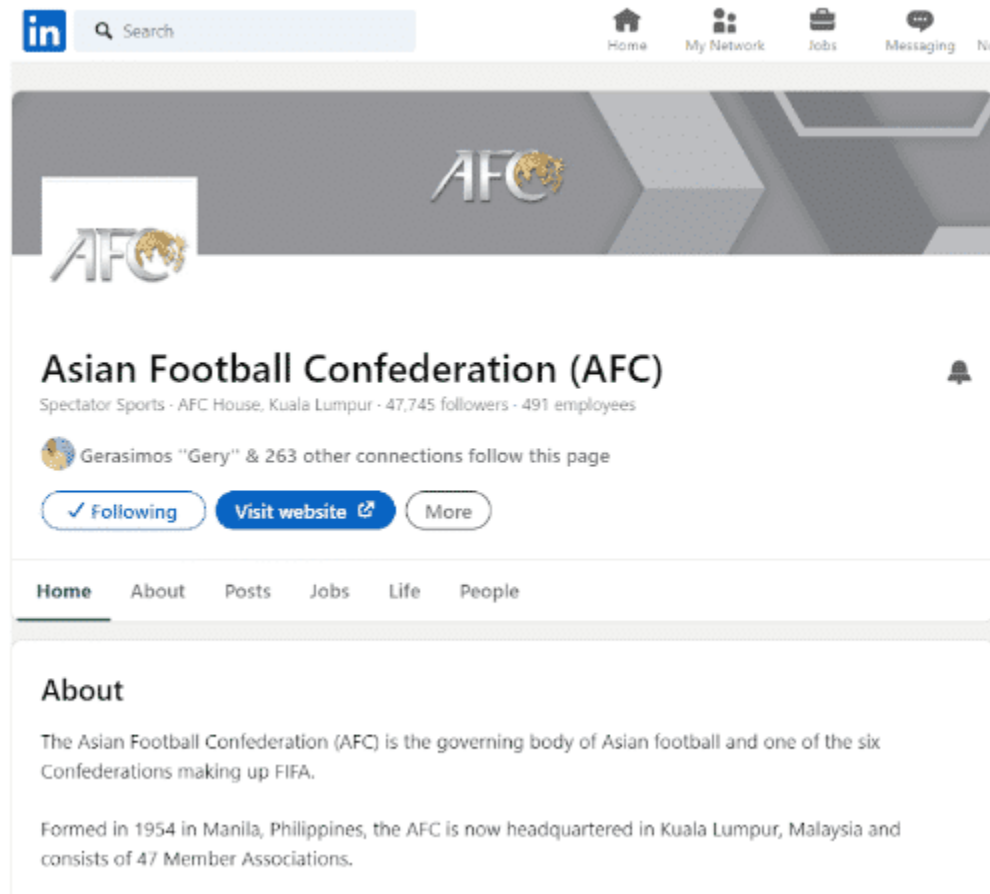 in
Search
Home
My Network
Jobs
Messaging
AFC
AFC
Asian Football Confederation (AFC)
Spectator Sports · AFC House, Kuala Lumpur · 47,745 followers · 491 employees
Gerasimos "Gery" & 263 other connections follow this page
Following
Visit website
More
Home
About
Posts
Jobs
Life
People
About
The Asian Football Confederation (AFC) is the governing body of Asian football and one of the six
Confederations making up FIFA.
Formed in 1954 in Manila, Philippines, the AFC is now headquartered in Kuala Lumpur, Malaysia and
consists of 47 Member Associations.